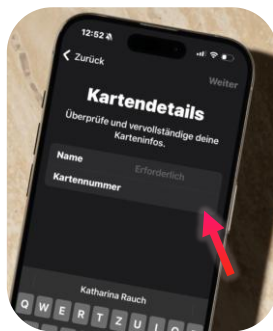 12:52
Zurück
Weiter
Kartendetails
Überprüfe und vervollständige deine
Karteninfos.
Name Erforderlich
Kartennummer
Katharina Rauch
Q W E R T Z U I O